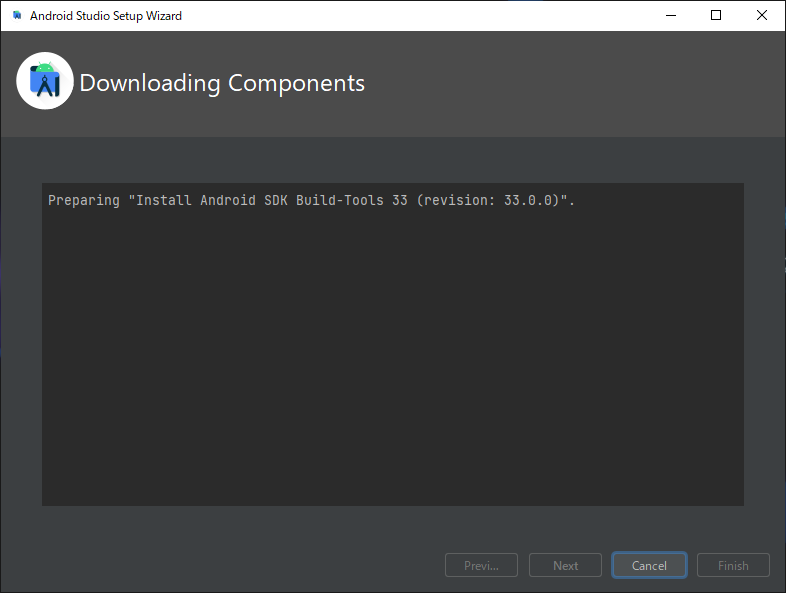 Android Studio Setup Wizard
Downloading Components
Preparing "Install Android SDK Build-Tools 33 (revision: 33.0.0)".
Previ...
Next
Cancel
Finish